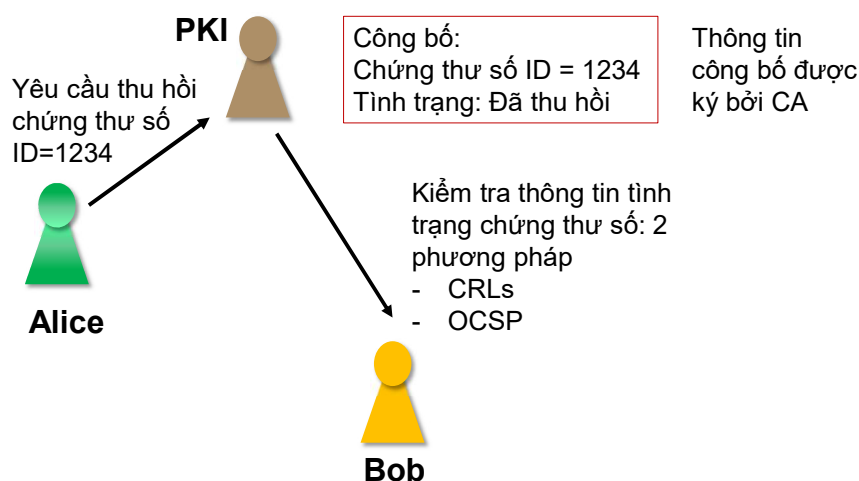 PKI
Công bố:
Chứng thư số ID = 1234
Tình trạng: Đã thu hồi
Thông tin
công bố được
ký bởi CA
Yêu cầu thu hồi
chứng thư số
ID=1234
Kiểm tra thông tin tình
trạng chứng thư số: 2
phương pháp
- CRLs
- OCSP
Alice
Bob